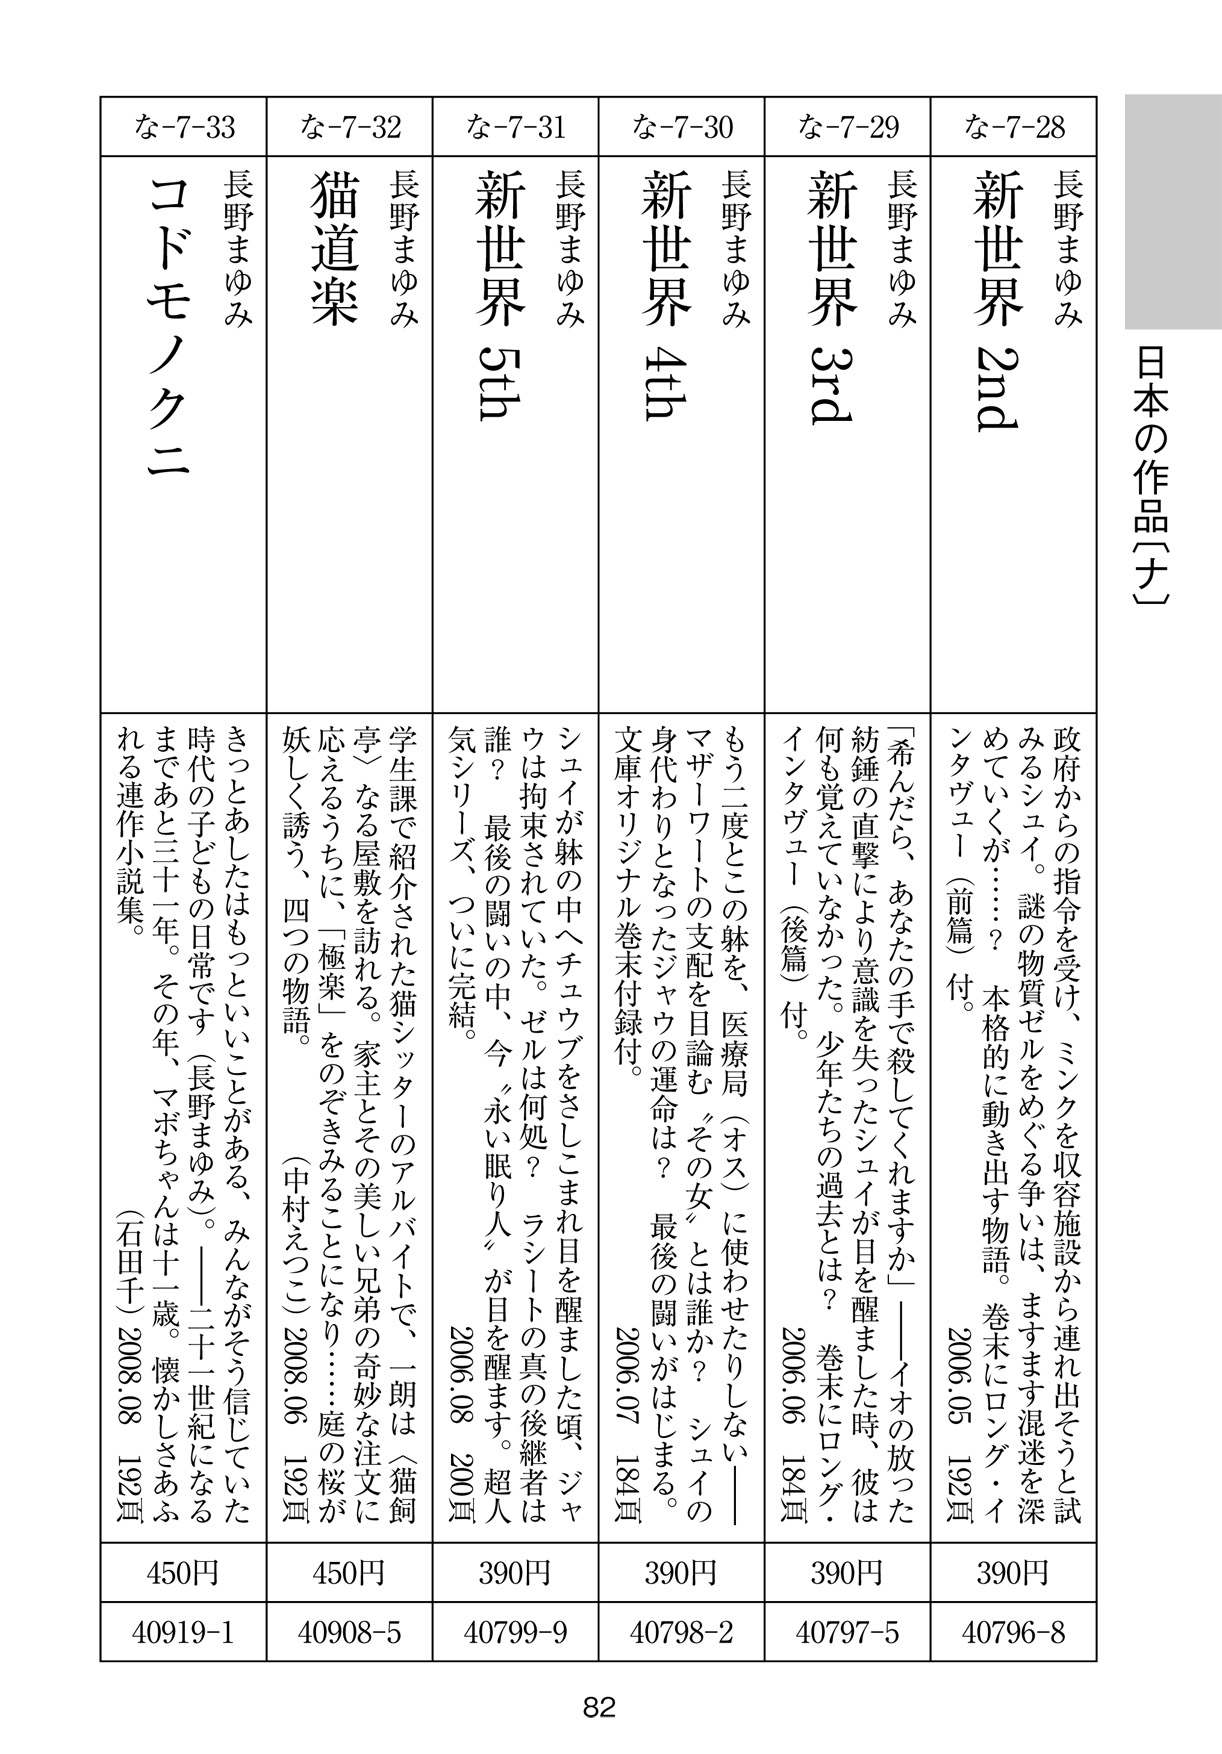 日本の作品〔ナ〕
な-7-28
長野まゆみ
新世界 2nd
政府からの指令を受け、ミンクを収容施設から連れ出そうと試
みるシュイ。謎の物質ゼルをめぐる争いは、ますます混迷を深
めていくが……？　本格的に動き出す物語。巻末にロング・イ
ンタヴュー（前篇）付。
2006.05　192頁
390円
40796-8
な-7-29
長野まゆみ
新世界 3rd
「希んだら、あなたの手で殺してくれますか」――イオの放った
紡錘の直撃により意識を失ったシュイが目を醒ました時、彼は
何も覚えていなかった。少年たちの過去とは？　巻末にロング・
インタヴュー（後篇）付。
2006.06　184頁
390円
40797-5
な-7-30
長野まゆみ
新世界 4th
もう二度とこの躰を、医療局（オス）に使わせたりしない――
マザーワートの支配を目論む〝その女〟とは誰か？　シュイの
身代わりとなったジャウの運命は？　最後の闘いがはじまる。
文庫オリジナル巻末付録付。
2006.07　184頁
390円
40798-2
な-7-31
長野まゆみ
新世界 5th
シュイが躰の中へチュウブをさしこまれ目を醒ました頃、ジャ
ウは拘束されていた。ゼルは何処？　ラシートの真の後継者は
誰？　最後の闘いの中、今〝永い眠り人〟が目を醒ます。超人
気シリーズ、ついに完結。
2006.08　200頁
390円
40799-9
な-7-32
長野まゆみ
猫道楽
学生課で紹介された猫シッターのアルバイトで、一朗は〈猫飼
亭〉なる屋敷を訪れる。家主とその美しい兄弟の奇妙な注文に
応えるうちに、「極楽」をのぞきみることになり……庭の桜が
妖しく誘う、四つの物語。
（中村えつこ）2008.06　192頁
450円
40908-5
な-7-33
長野まゆみ
コドモノクニ
きっとあしたはもっといいことがある、みんながそう信じていた
時代の子どもの日常です（長野まゆみ）。――二十一世紀になる
まであと三十一年。その年、マボちゃんは十一歳。懐かしさあふ
れる連作小説集。
（石田千）2008.08　192頁
450円
40919-1
82